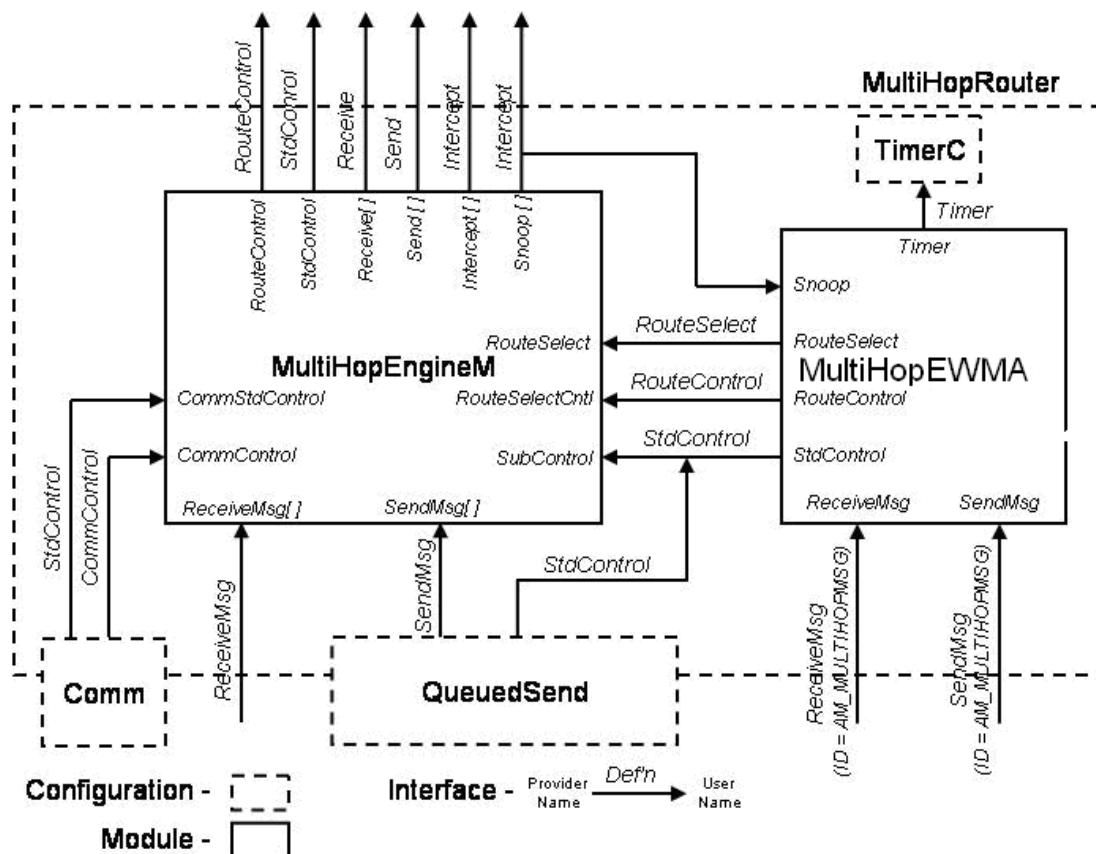 RouteControl
StdControl
Receive
Send
Intercept
Intercept
MultiHopRouter
TimerC
Timer
RouteControl
StdControl
Receive[ ]
Send [ ]
Intercept [ ]
Snoop [ ]
Timer
Snoop
RouteSelect
RouteSelect
RouteSelect
MultiHopEngineM
MultiHopEWMA
RouteControl
CommStdControl
RouteSelectCntl
RouteControl
StdControl
CommControl
SubControl
StdControl
ReceiveMsg[ ]
SendMsg[ ]
ReceiveMsg
SendMsg
StdControl
CommControl
ReceiveMsg
SendMsg
StdControl
ReceiveMsg
(ID = AM_MULTIHOPMSG)
SendMsg
(ID = AM_MULTIHOPMSG)
Comm
QueuedSend
Configuration -
Interface - Provider Name Def'n User Name
Module -